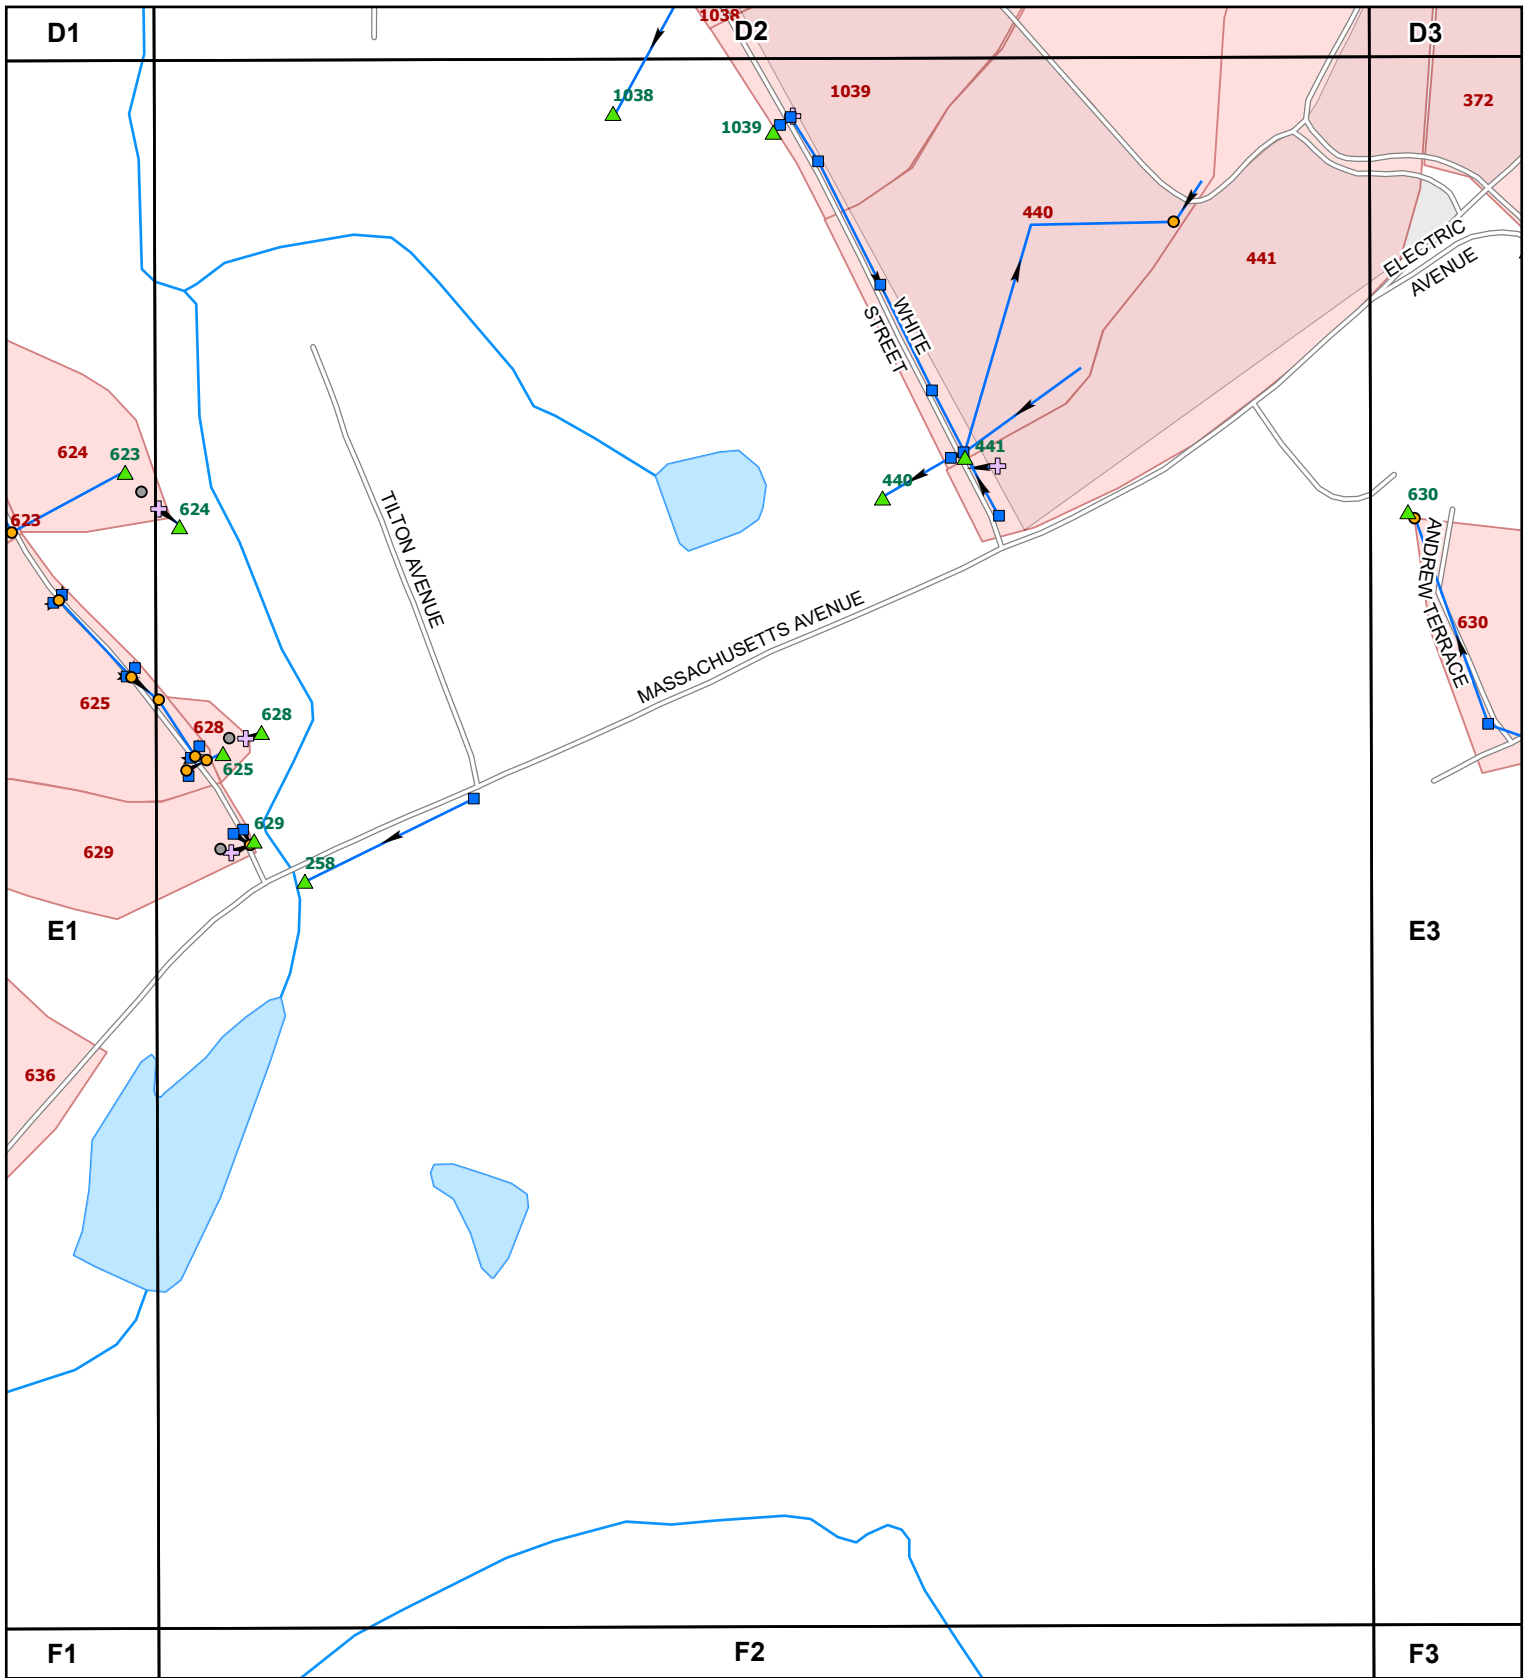 D1
1038
D2
D3
1038
1039
1039
372
440
441
ELECTRIC
AVENUE
WHITE
STREET
624
623
441
440
624
623
630
TILTON AVENUE
ANDREW TERRACE
MASSACHUSETTS AVENUE
630
625
628
628
625
629
629
258
E1
E3
636
F1
F2
F3